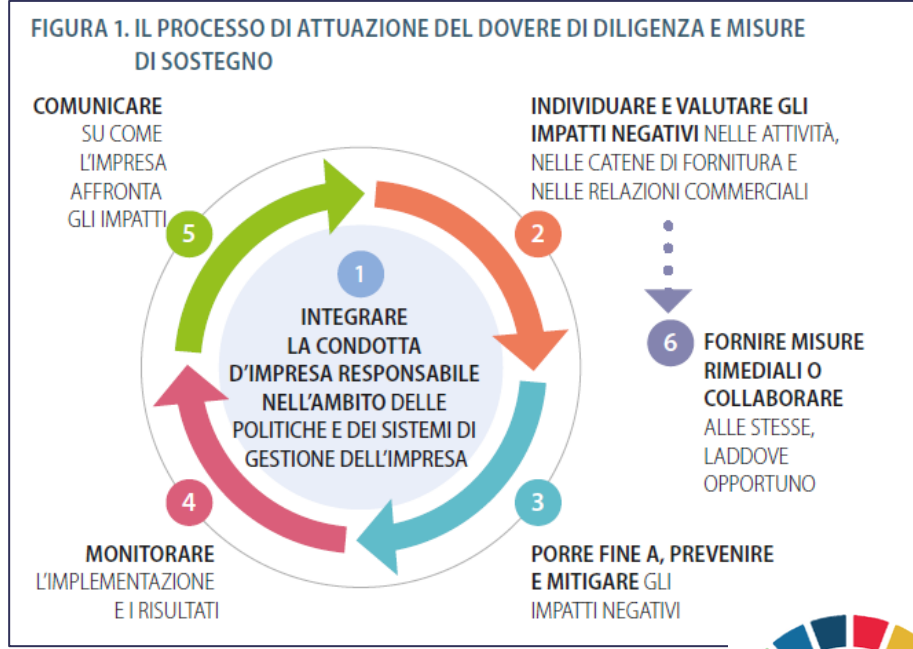 FIGURA 1. IL PROCESSO DI ATTUAZIONE DEL DOVERE DI DILIGENZA E MISURE
DI SOSTEGNO
COMUNICARE
SU COME
L'IMPRESA
AFFRONTA
GLI IMPATTI
5
INDIVIDUARE E VALUTARE GLI
IMPATTI NEGATIVI NELLE ATTIVITÀ,
NELLE CATENE DI FORNITURA E
NELLE RELAZIONI COMMERCIALI
2
1
INTEGRARE
LA CONDOTTA
D'IMPRESA RESPONSABILE
NELL'AMBITO DELLE
POLITICHE E DEI SISTEMI DI
GESTIONE DELL'IMPRESA
6
FORNIRE MISURE
RIMEDIALI O
COLLABORARE
ALLE STESSE,
LADDOVE
OPPORTUNO
4
MONITORARE
L'IMPLEMENTAZIONE
E I RISULTATI
3
PORRE FINE A, PREVENIRE
E MITIGARE GLI
IMPATTI NEGATIVI